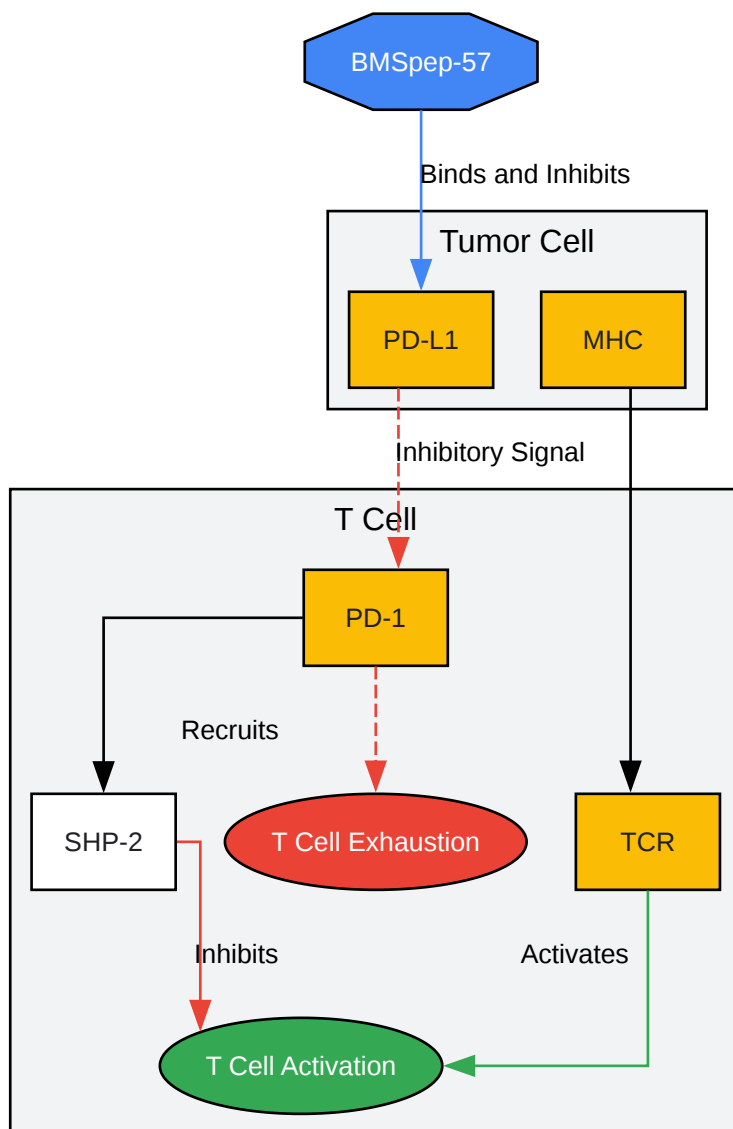 BMSpep-57
Binds and Inhibits
Tumor Cell
PD-L1
MHC
Inhibitory Signal
T Cell
PD-1
Recruits
SHP-2
T Cell Exhaustion
TCR
Inhibits
Activates
T Cell Activation